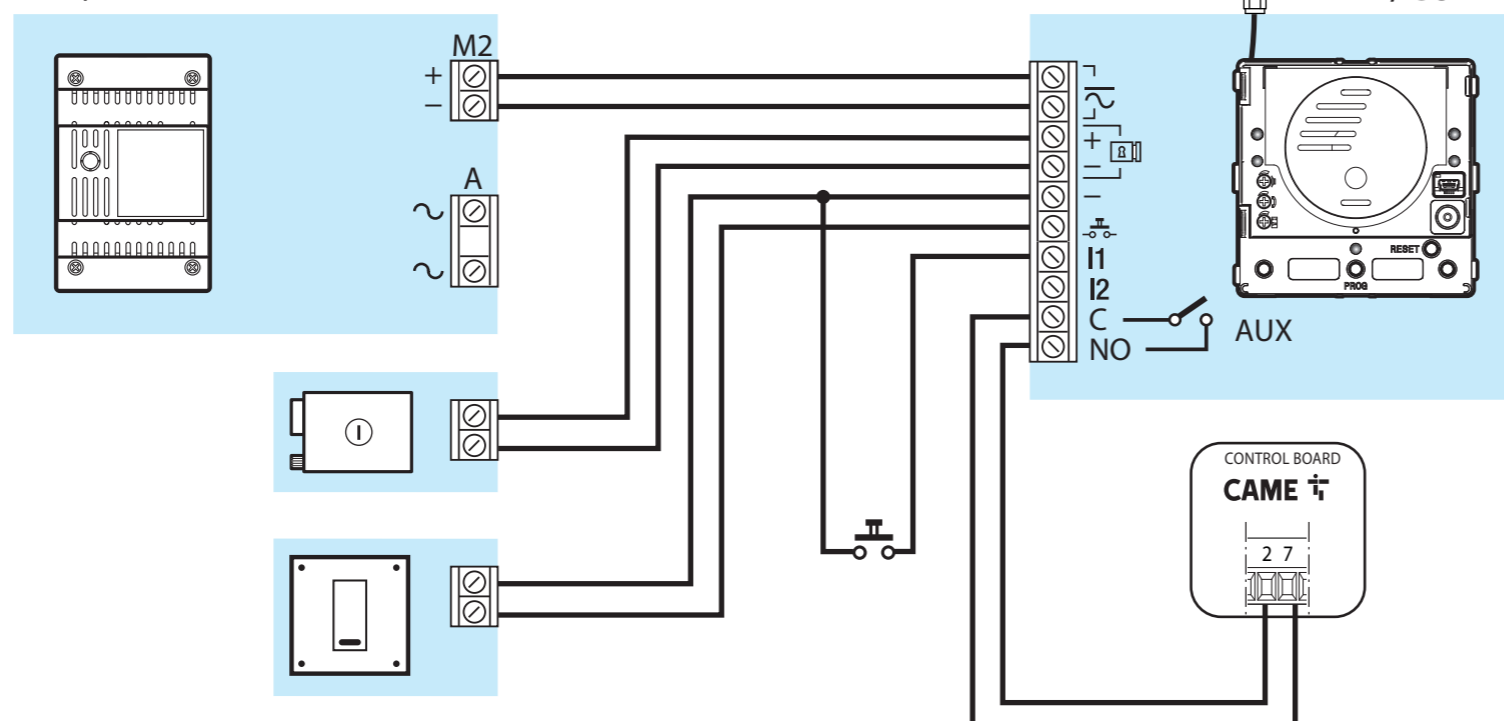 M2
+
−
A
+
−
−
I1
I2
C
NO
AUX
RESET
PROG
CONTROL BOARD
CAME
2 7